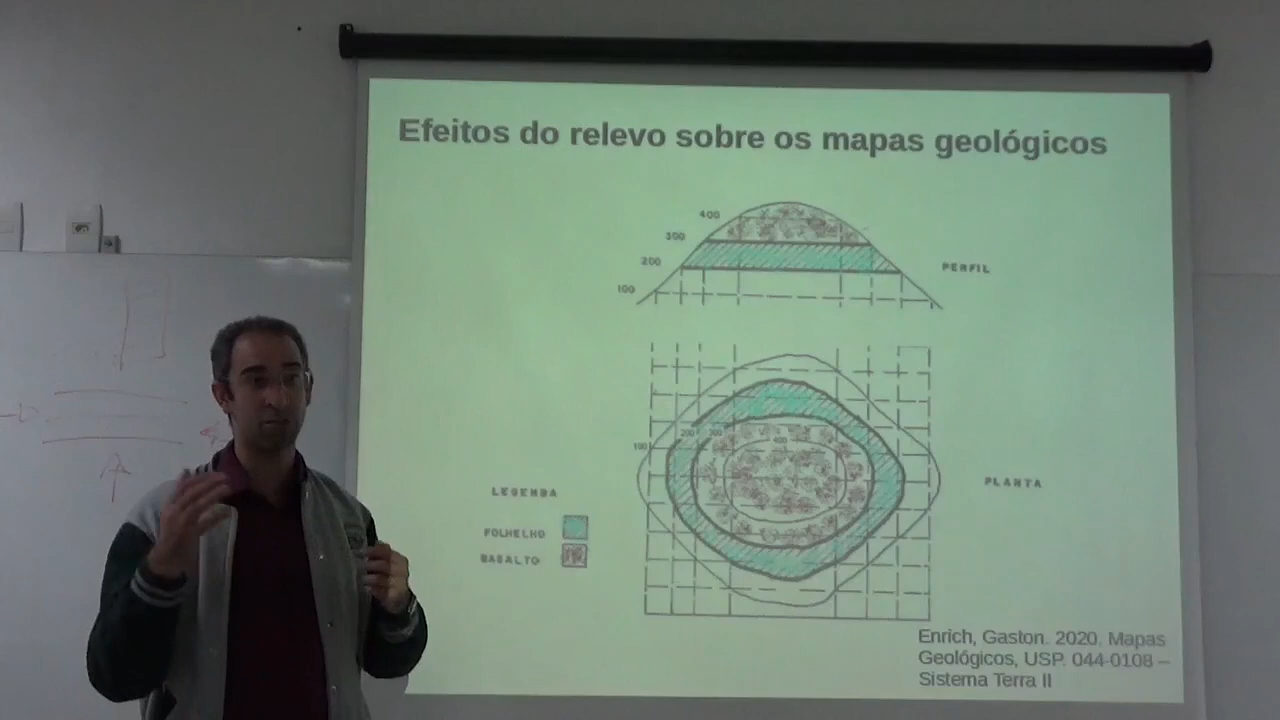 Efeitos do relevo sobre os mapas geológicos
400
300
200
100
PERFIL
100
200
300
400
PLANTA
LEGENDA
FOLHELHO
BASALTO
Enrich, Gaston. 2020. Mapas
Geológicos, USP. 044-0108 –
Sistema Terra II